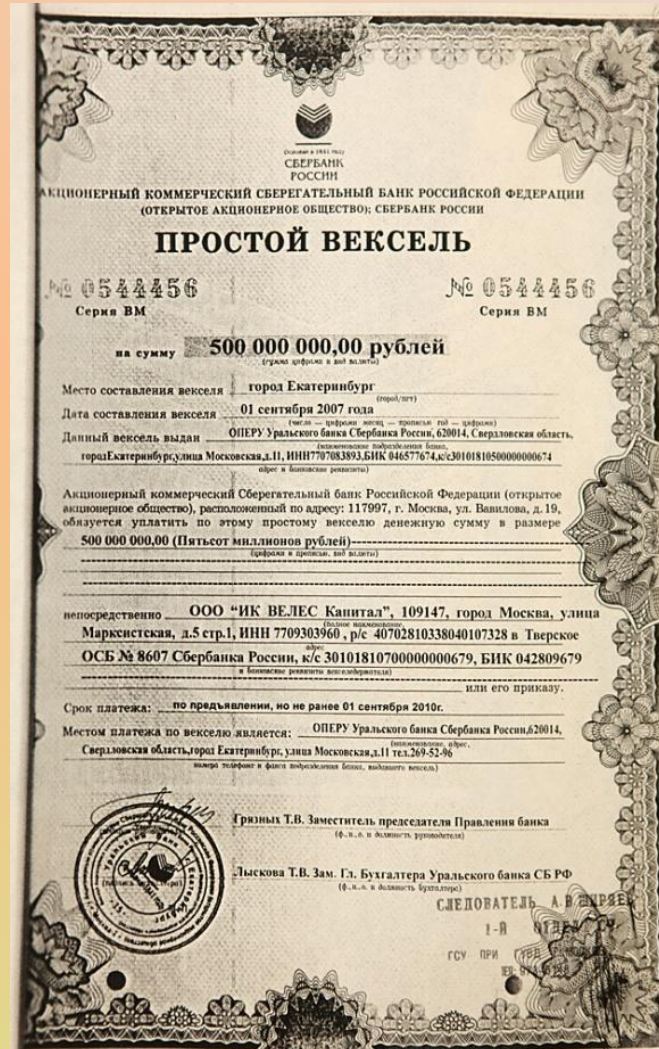 Основан в 1841 году
СБЕРБАНК
РОССИИ
АКЦИОНЕРНЫЙ КОММЕРЧЕСКИЙ СБЕРЕГАТЕЛЬНЫЙ БАНК РОССИЙСКОЙ ФЕДЕРАЦИИ
(ОТКРЫТОЕ АКЦИОНЕРНОЕ ОБЩЕСТВО); СБЕРБАНК РОССИИ
ПРОСТОЙ ВЕКСЕЛЬ
№ 0544456 № 0544456
Серия ВМ Серия ВМ
на сумму 500 000 000,00 рублей
(сумма цифрами и вид валюты)
Место составления векселя город Екатеринбург
(город/пгт)
Дата составления векселя 01 сентября 2007 года
(число — цифрами месяц — прописью год — цифрами)
Данный вексель выдан ОПЕРУ Уральского банка Сбербанка России, 620014, Свердловская область,
(наименование подразделения банка,
городЕкатеринбург,улица Московская,д.11, ИНН7707083893,БИК 046577674,к/с30101810500000000674
адрес и банковские реквизиты)
Акционерный коммерческий Сберегательный банк Российской Федерации (открытое
акционерное общество), расположенный по адресу: 117997, г. Москва, ул. Вавилова, д. 19,
обязуется уплатить по этому простому векселю денежную сумму в размере
500 000 000,00 (Пятьсот миллионов рублей)
(цифрами и прописью, вид валюты)
непосредственно ООО “ИК ВЕЛЕС Капитал”, 109147, город Москва, улица
(полное наименование,
Марксистская, д.5 стр.1, ИНН 7709303960 , р/с 40702810338040107328 в Тверское
адрес
ОСБ № 8607 Сбербанка России, к/с 30101810700000000679, БИК 042809679
и банковские реквизиты векселедержателя)
или его приказу.
Срок платежа: по предъявлении, но не ранее 01 сентября 2010г.
Местом платежа по векселю является: ОПЕРУ Уральского банка Сбербанка России,620014,
(наименование, адрес,
Свердловская область,город Екатеринбург, улица Московская,д.11 тел.269-52-96
номера телефонов и факса подразделения банка, выдавшего вексель)
Грязных Т.В. Заместитель председателя Правления банка
(ф., и., о. и должность руководителя)
Лыскова Т.В. Зам. Гл. Бухгалтера Уральского банка СБ РФ
(ф., и., о. и должность бухгалтера)
СЛЕДОВАТЕЛЬ А.В ШИРЯЕВ
1-Й ОТДЕЛ СЧ
ГСУ ПРИ ГУВД